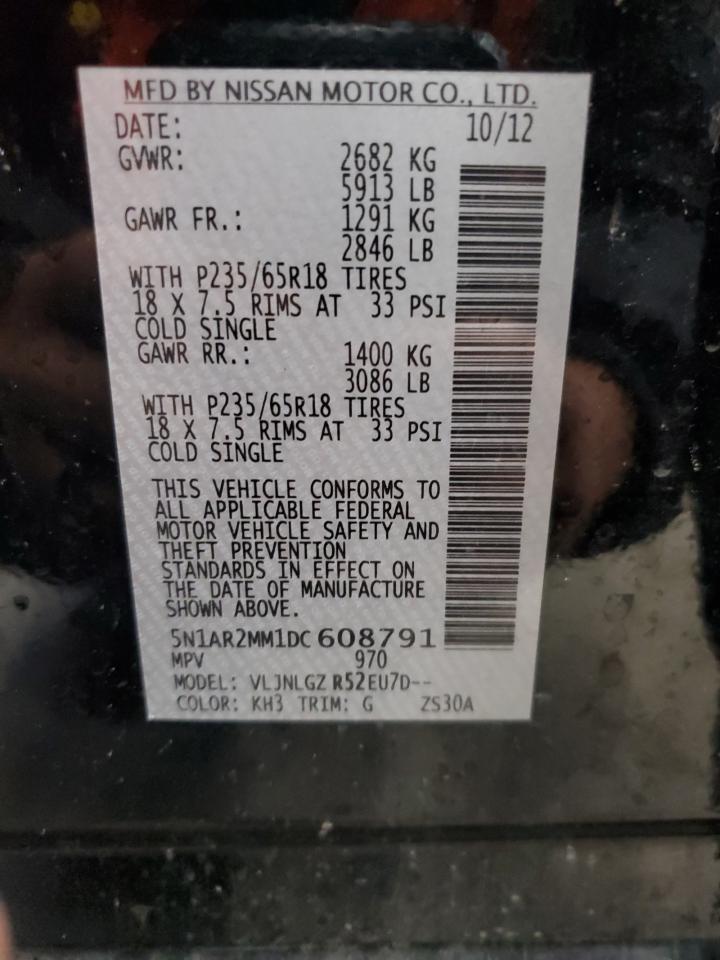 MFD BY NISSAN MOTOR CO., LTD.
DATE: 10/12
GVWR: 2682 KG
5913 LB
GAWR FR.: 1291 KG
2846 LB
WITH P235/65R18 TIRES
18 X 7.5 RIMS AT 33 PSI
COLD SINGLE
GAWR RR.: 1400 KG
3086 LB
WITH P235/65R18 TIRES
18 X 7.5 RIMS AT 33 PSI
COLD SINGLE
THIS VEHICLE CONFORMS TO
ALL APPLICABLE FEDERAL
MOTOR VEHICLE SAFETY AND
THEFT PREVENTION
STANDARDS IN EFFECT ON
THE DATE OF MANUFACTURE
SHOWN ABOVE.
5N1AR2MM1DC 608791
MPV 970
MODEL: VLJNLGZ R52EU7D--
COLOR: KH3 TRIM: G ZS30A